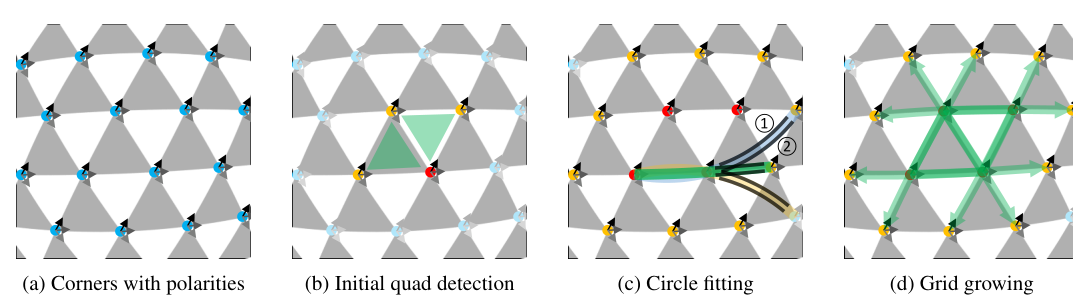 ①
②
(a) Corners with polarities
(b) Initial quad detection
(c) Circle fitting
(d) Grid growing